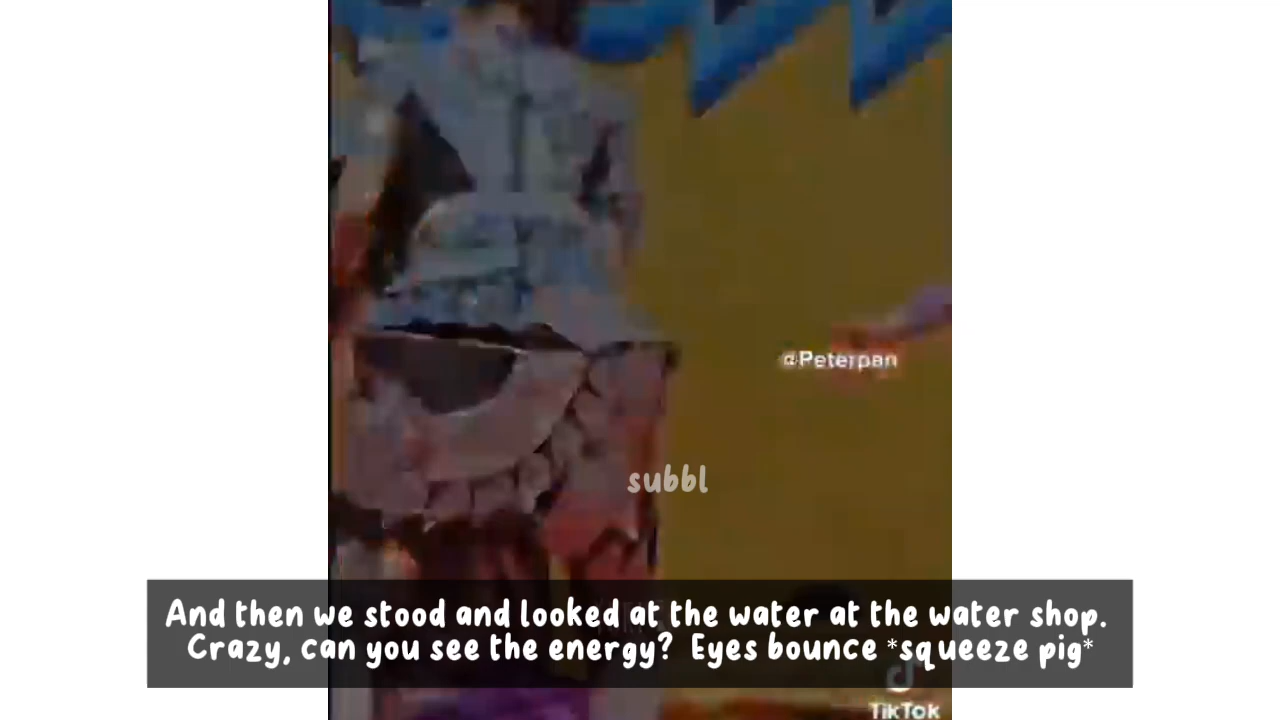 @Peterpan
subbl
And then we stood and looked at the water at the water shop.
Crazy, can you see the energy? Eyes bounce *squeeze pig*
TikTok